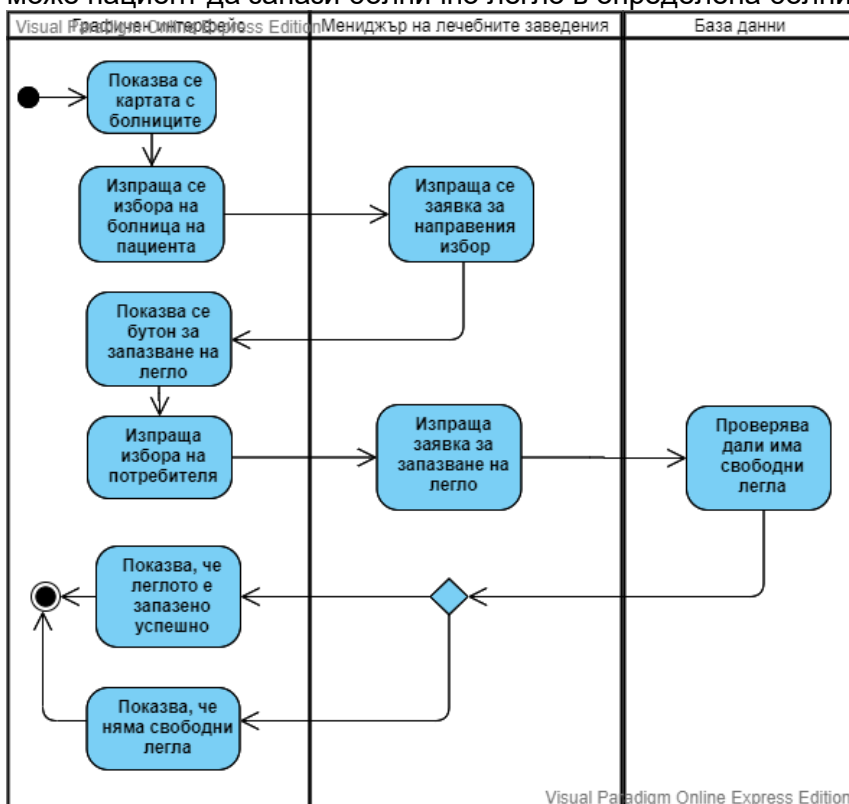 може пациент да запази болнично легло в определена болни
Visual Paradigm Online Express Edition
Графичен интерфейс
Мениджър на лечебните заведения
База данни
Показва се
картата с
болниците
Изпраща се
избора на
болница на
пациента
Изпраща се
заявка за
направения
избор
Показва се
бутон за
запазване на
легло
Изпраща
избора на
потребителя
Изпраща
заявка за
запазване на
легло
Проверява
дали има
свободни
легла
Показва, че
леглото е
запазено
успешно
Показва, че
няма свободни
легла
Visual Paradigm Online Express Edition